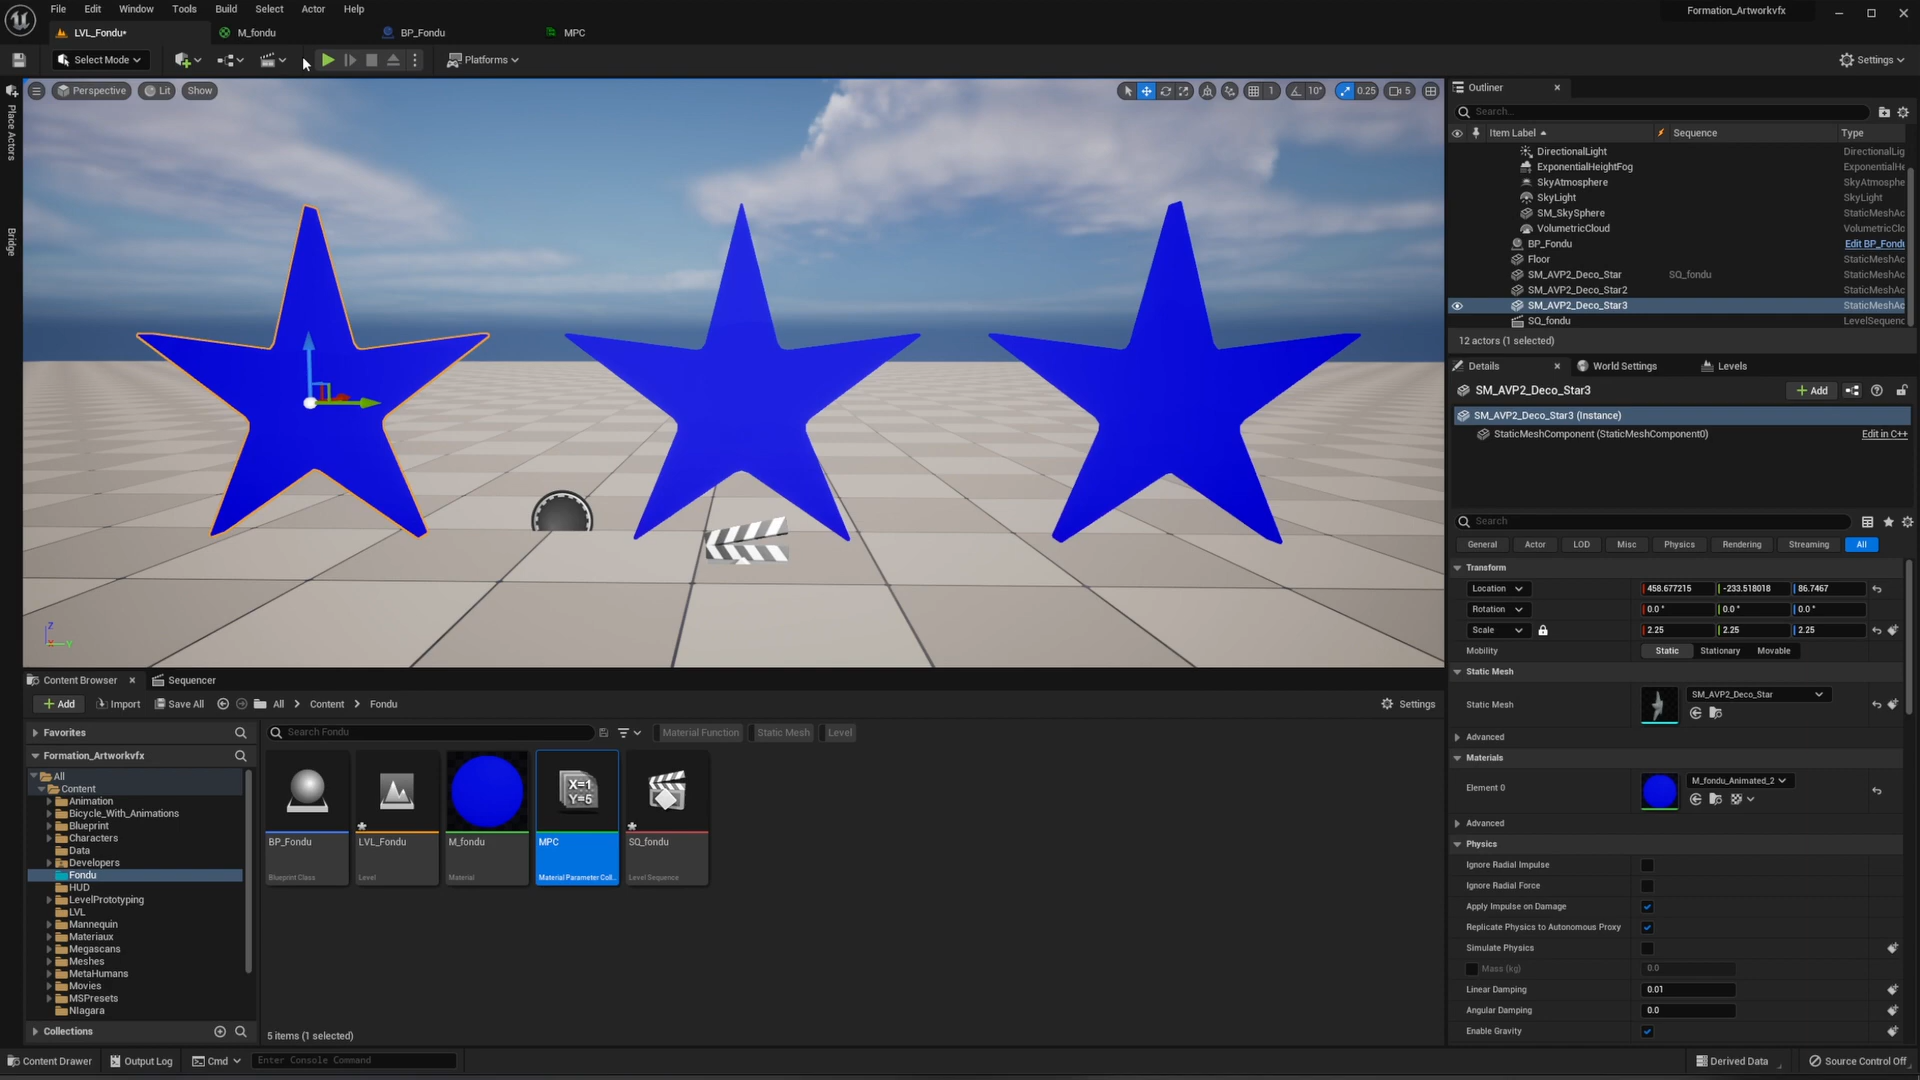 File Edit Window Tools Build Select Actor Help
Formation_Artworkvfx
LVL_Fondu* M_fondu BP_Fondu MPC
Select Mode Platforms Settings
Perspective Lit Show
1 10° 0.25 5
Place Actors
Bridge
Z
X Y
Outliner
Search...
Item Label Sequence Type
DirectionalLight DirectionalLig
ExponentialHeightFog ExponentialHe
SkyAtmosphere SkyAtmosphe
SkyLight SkyLight
SM_SkySphere StaticMeshAc
VolumetricCloud VolumetricClc
BP_Fondu Edit BP_Fondu
Floor StaticMeshAc
SM_AVP2_Deco_Star SQ_fondu StaticMeshAc
SM_AVP2_Deco_Star2 StaticMeshAc
SM_AVP2_Deco_Star3 StaticMeshAc
SQ_fondu LevelSequenc
12 actors (1 selected)
Details World Settings Levels
SM_AVP2_Deco_Star3 Add
SM_AVP2_Deco_Star3 (Instance)
StaticMeshComponent (StaticMeshComponent0) Edit in C++
Search
General Actor LOD Misc Physics Rendering Streaming All
Transform
Location 458.677215 -233.518018 86.7467
Rotation 0.0 ° 0.0 ° 0.0 °
Scale 2.25 2.25 2.25
Mobility Static Stationary Movable
Static Mesh
Static Mesh SM_AVP2_Deco_Star
Advanced
Materials
Element 0 M_fondu_Animated_2
Advanced
Physics
Ignore Radial Impulse
Ignore Radial Force
Apply Impulse on Damage
Replicate Physics to Autonomous Proxy
Simulate Physics
Mass (kg) 0.0
Linear Damping 0.01
Angular Damping 0.0
Enable Gravity
Content Browser Sequencer
Add Import Save All All Content Fondu Settings
Favorites
Formation_Artworkvfx
All
Content
Animation
Bicycle_With_Animations
Blueprint
Characters
Data
Developers
Fondu
HUD
LevelPrototyping
LVL
Mannequin
Materiaux
Megascans
Meshes
MetaHumans
Movies
MSPresets
NIagara
Collections
Search Fondu Material Function Static Mesh Level
X=1
Y=5
BP_Fondu LVL_Fondu M_fondu MPC SQ_fondu
Blueprint Class Level Material Material Parameter Coll.. Level Sequence
5 items (1 selected)
Content Drawer Output Log Cmd Enter Console Command Derived Data Source Control Off